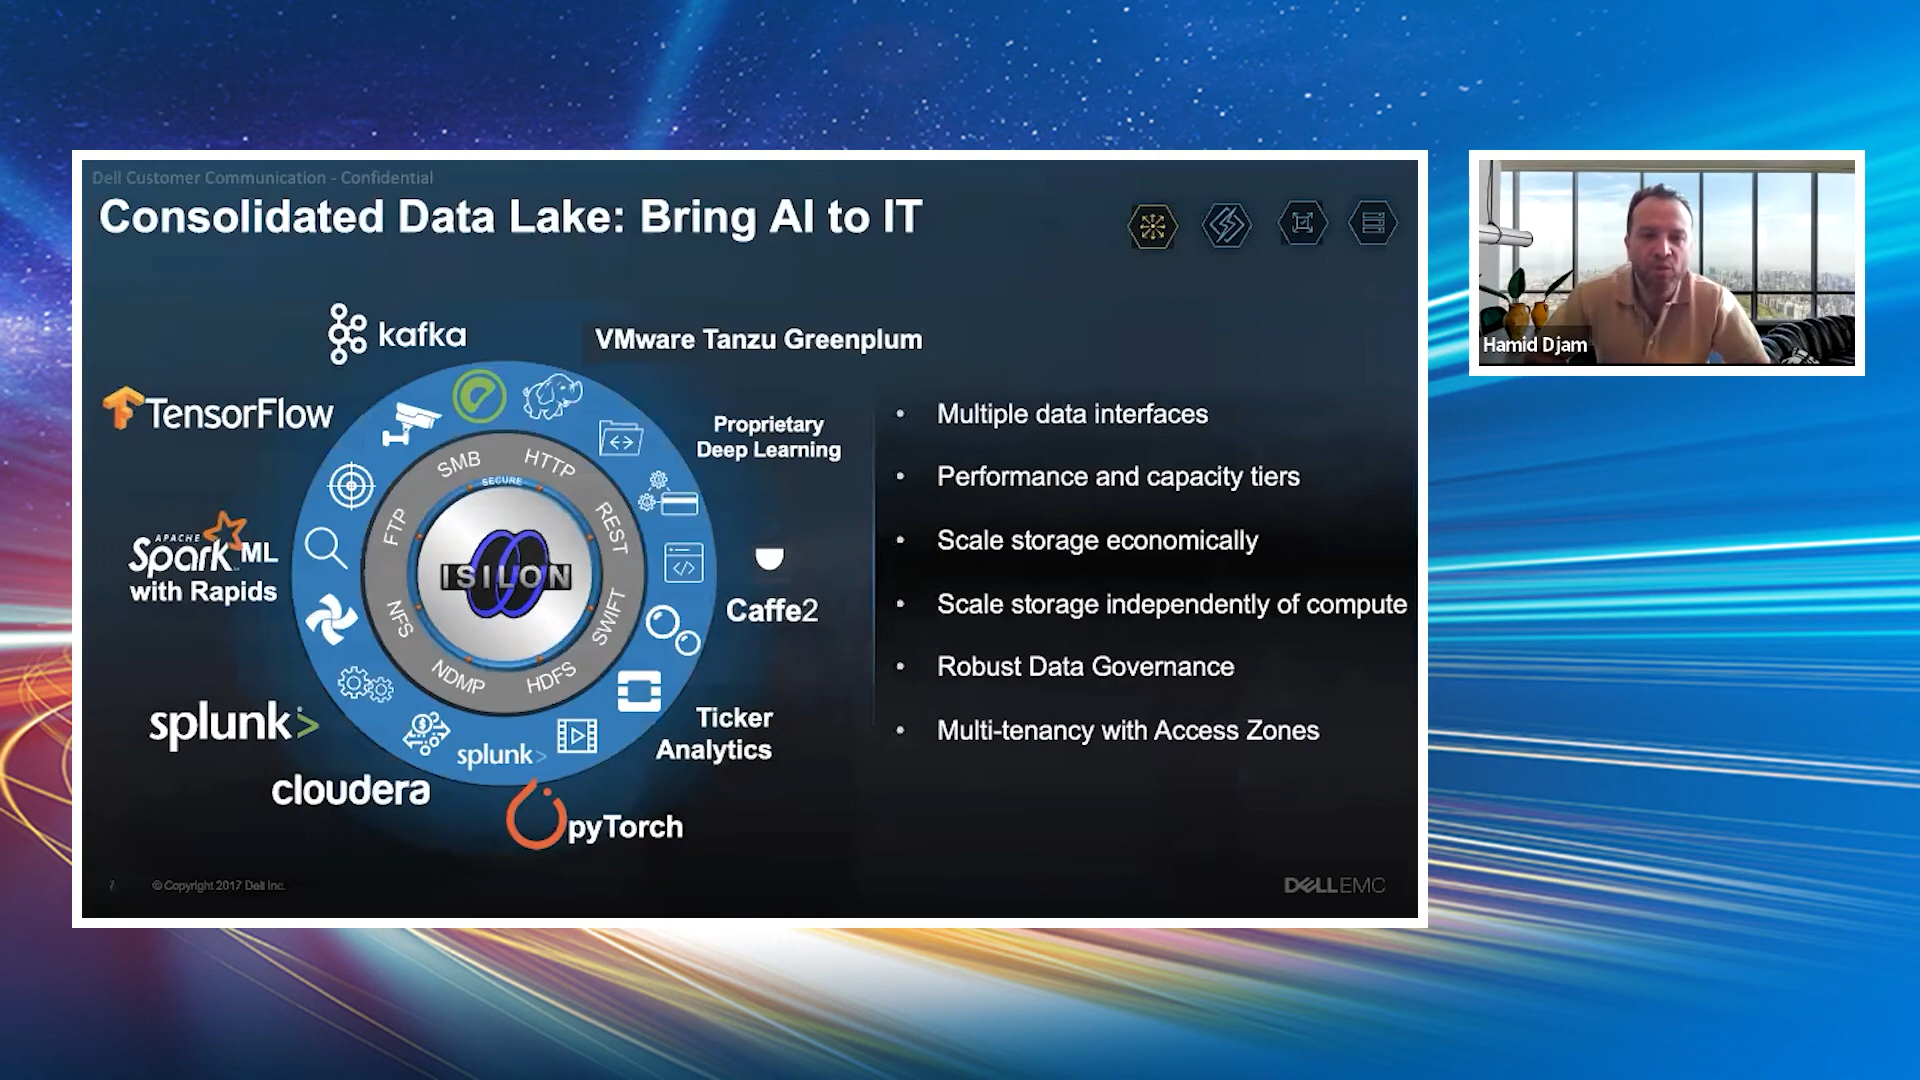 Dell Customer Communication - Confidential
Consolidated Data Lake: Bring AI to IT
kafka
VMware Tanzu Greenplum
TensorFlow
Proprietary
Deep Learning
APACHE
Spark ML
with Rapids
Caffe2
splunk>
cloudera
pyTorch
Ticker
Analytics
splunk>
SMB
HTTP
REST
SWIFT
HDFS
NDMP
NFS
FTP
SECURE
ISILON
• Multiple data interfaces
• Performance and capacity tiers
• Scale storage economically
• Scale storage independently of compute
• Robust Data Governance
• Multi-tenancy with Access Zones
7
© Copyright 2017 Dell Inc.
DELLEMC
Hamid Djam